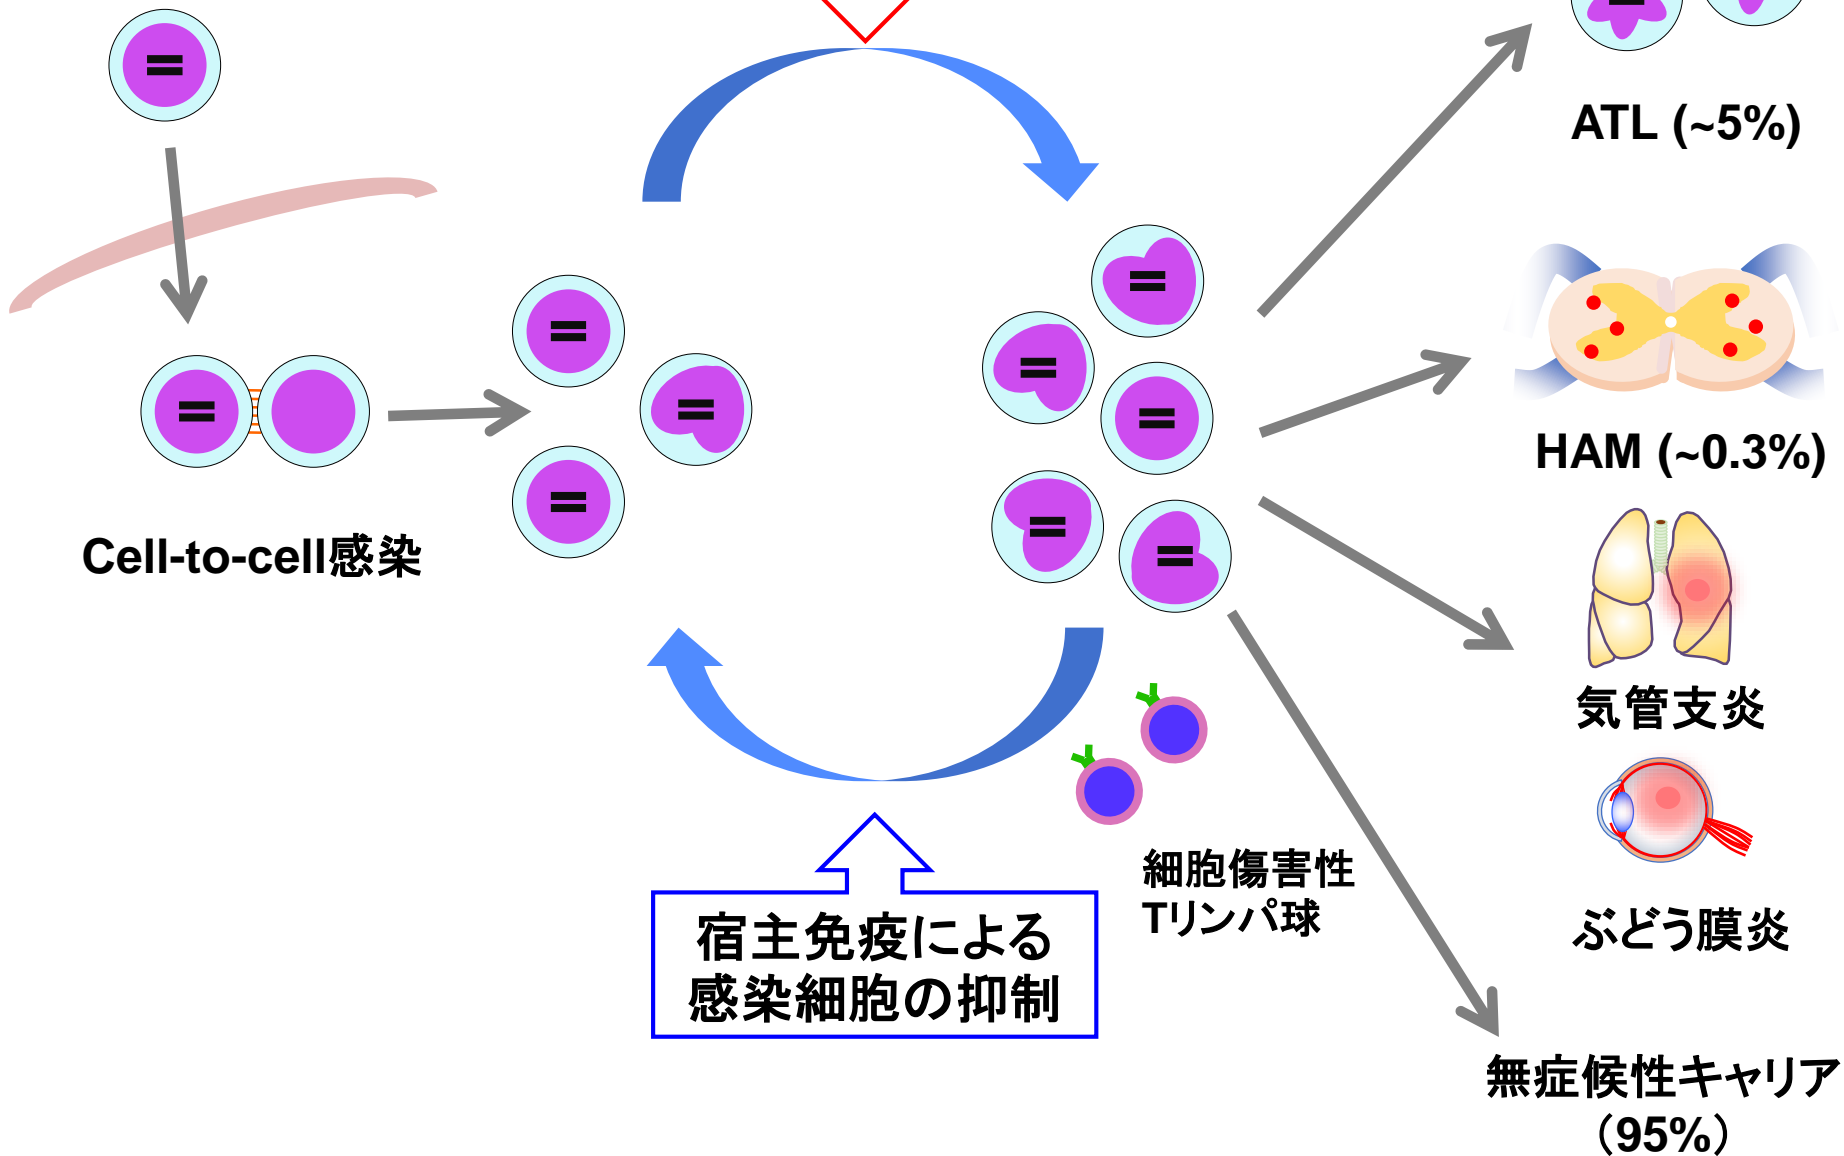 ATL (~5%)
HAM (~0.3%)
Cell-to-cell感染
気管支炎
細胞傷害性
Tリンパ球
宿主免疫による
感染細胞の抑制
ぶどう膜炎
無症候性キャリア
（95%）